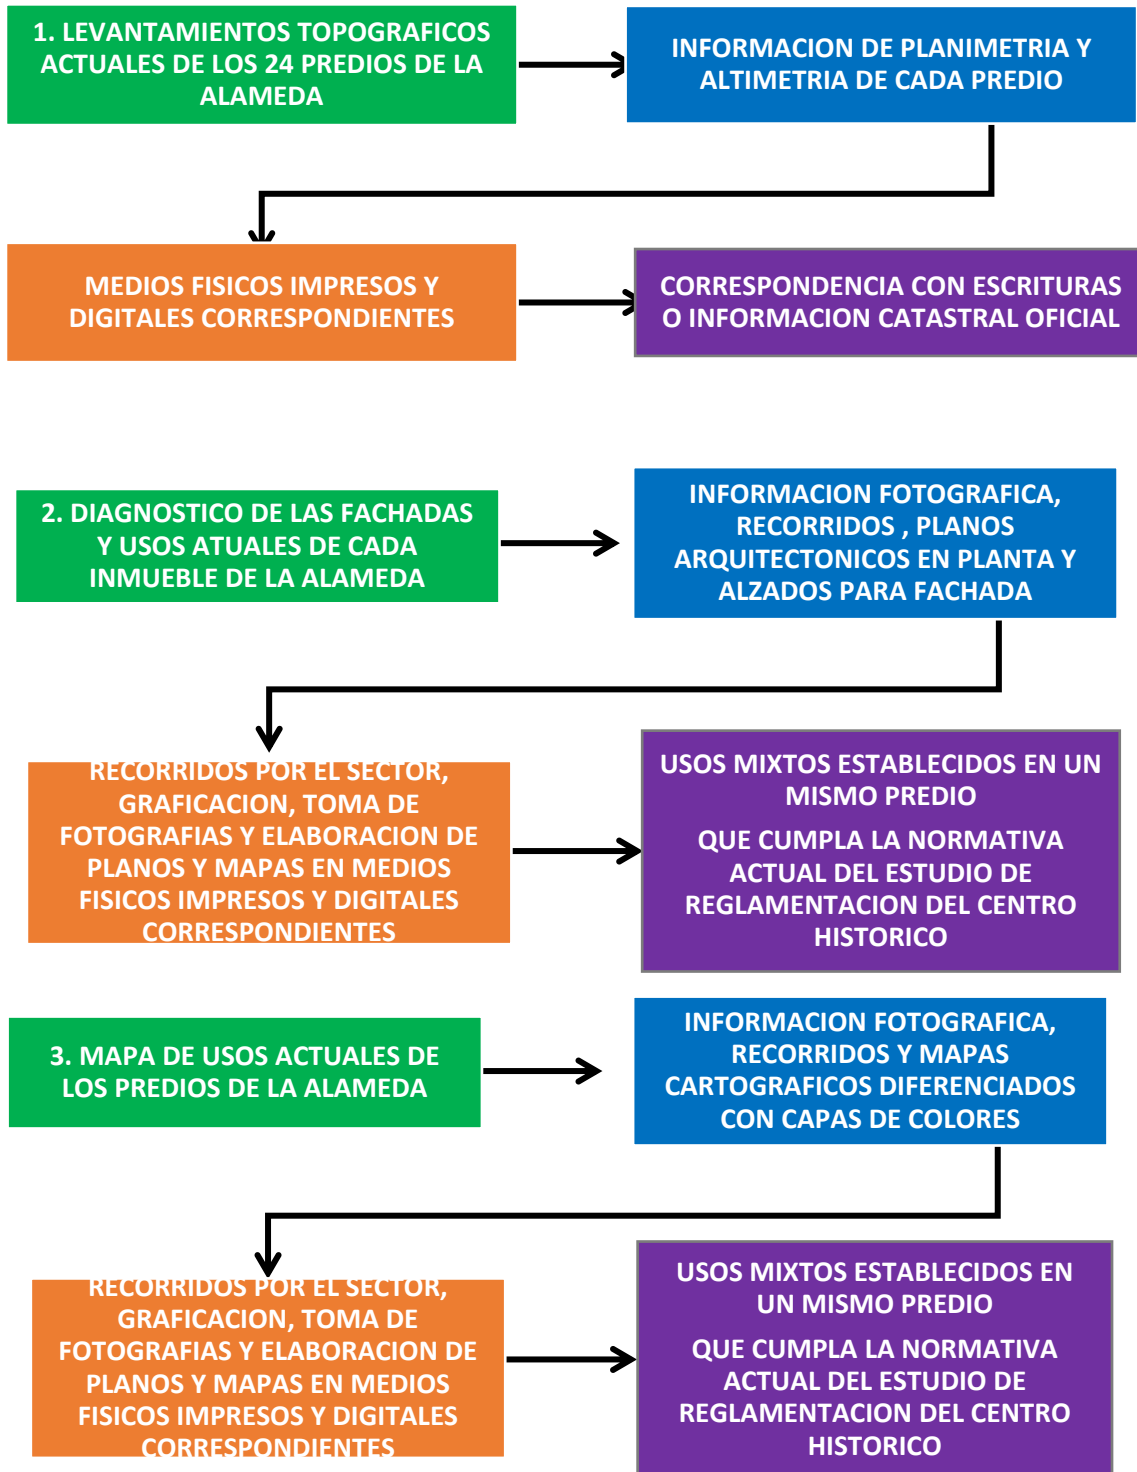 1. LEVANTAMIENTOS TOPOGRAFICOS
ACTUALES DE LOS 24 PREDIOS DE LA
ALAMEDA
INFORMACION DE PLANIMETRIA Y
ALTIMETRIA DE CADA PREDIO
MEDIOS FISICOS IMPRESOS Y
DIGITALES CORRESPONDIENTES
CORRESPONDENCIA CON ESCRITURAS
O INFORMACION CATASTRAL OFICIAL
2. DIAGNOSTICO DE LAS FACHADAS
Y USOS ATUALES DE CADA
INMUEBLE DE LA ALAMEDA
INFORMACION FOTOGRAFICA,
RECORRIDOS , PLANOS
ARQUITECTONICOS EN PLANTA Y
ALZADOS PARA FACHADA
RECORRIDOS POR EL SECTOR,
GRAFICACION, TOMA DE
FOTOGRAFIAS Y ELABORACION DE
PLANOS Y MAPAS EN MEDIOS
FISICOS IMPRESOS Y DIGITALES
CORRESPONDIENTES
USOS MIXTOS ESTABLECIDOS EN UN
MISMO PREDIO
QUE CUMPLA LA NORMATIVA
ACTUAL DEL ESTUDIO DE
REGLAMENTACION DEL CENTRO
HISTORICO
3. MAPA DE USOS ACTUALES DE
LOS PREDIOS DE LA ALAMEDA
INFORMACION FOTOGRAFICA,
RECORRIDOS Y MAPAS
CARTOGRAFICOS DIFERENCIADOS
CON CAPAS DE COLORES
RECORRIDOS POR EL SECTOR,
GRAFICACION, TOMA DE
FOTOGRAFIAS Y ELABORACION DE
PLANOS Y MAPAS EN MEDIOS
FISICOS IMPRESOS Y DIGITALES
CORRESPONDIENTES
USOS MIXTOS ESTABLECIDOS EN
UN MISMO PREDIO
QUE CUMPLA LA NORMATIVA
ACTUAL DEL ESTUDIO DE
REGLAMENTACION DEL CENTRO
HISTORICO